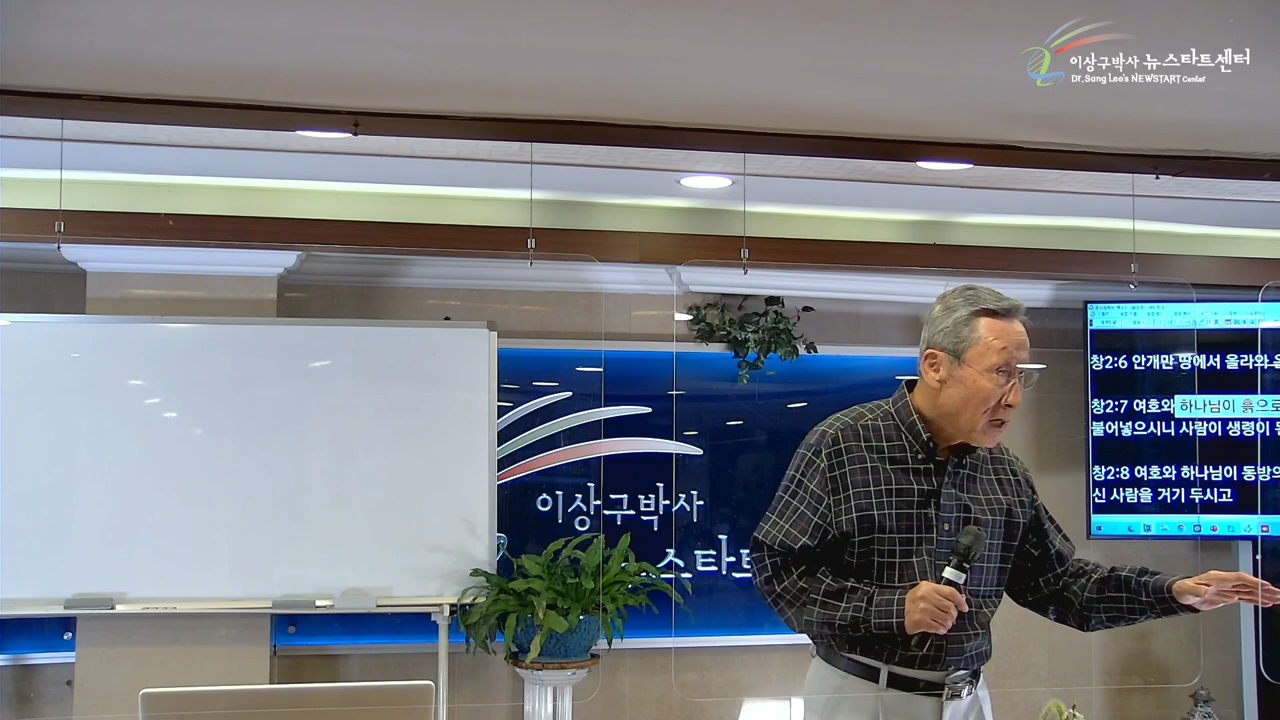 이상구박사 뉴스타트센터
Dr.Sang Lee's NEWSTART Center
창2:6 안개만 땅에서 올라와 온
창2:7 여호와 하나님이 흙으로
불어넣으시니 사람이 생령이 되
창2:8 여호와 하나님이 동방의
신 사람을 거기 두시고
이상구박사
스타트